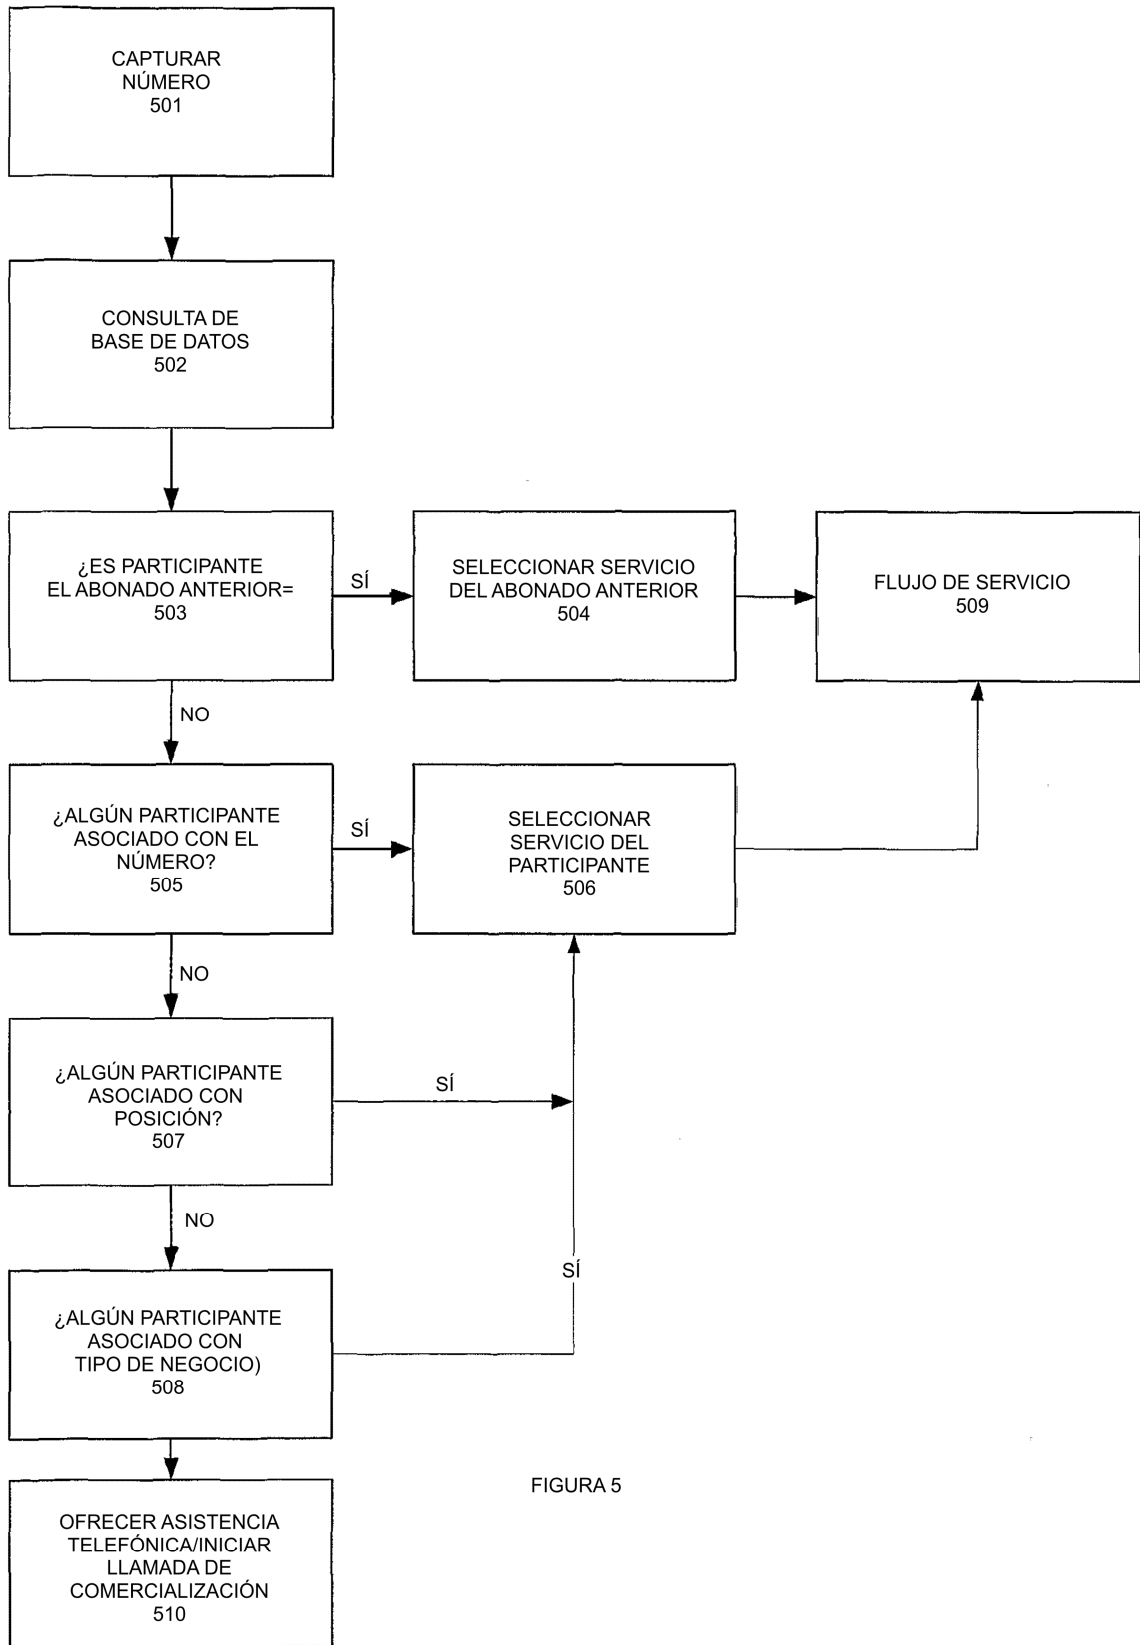 CAPTURAR
NÚMERO
501
CONSULTA DE
BASE DE DATOS
502
¿ES PARTICIPANTE
EL ABONADO ANTERIOR=
503
SÍ
SELECCIONAR SERVICIO
DEL ABONADO ANTERIOR
504
FLUJO DE SERVICIO
509
NO
¿ALGÚN PARTICIPANTE
ASOCIADO CON EL
NÚMERO?
505
SÍ
SELECCIONAR
SERVICIO DEL
PARTICIPANTE
506
NO
¿ALGÚN PARTICIPANTE
ASOCIADO CON
POSICIÓN?
507
SÍ
NO
SÍ
¿ALGÚN PARTICIPANTE
ASOCIADO CON
TIPO DE NEGOCIO)
508
OFRECER ASISTENCIA
TELEFÓNICA/INICIAR
LLAMADA DE
COMERCIALIZACIÓN
510
FIGURA 5